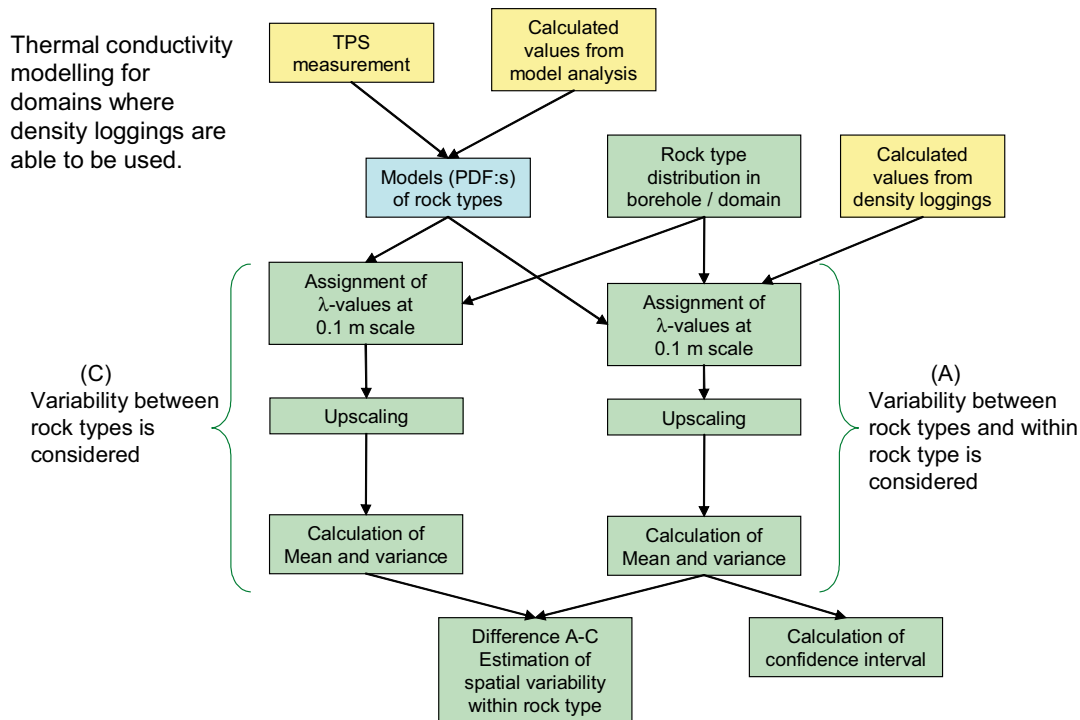 Thermal conductivity
modelling for
domains where
density loggings are
able to be used.
TPS
measurement
Calculated
values from
model analysis
Models (PDF:s)
of rock types
Rock type
distribution in
borehole / domain
Calculated
values from
density loggings
Assignment of
λ-values at
0.1 m scale
Assignment of
λ-values at
0.1 m scale
(C)
Variability between
rock types is
considered
(A)
Variability between
rock types and within
rock type is
considered
Upscaling
Upscaling
Calculation of
Mean and variance
Calculation of
Mean and variance
Difference A-C
Estimation of
spatial variability
within rock type
Calculation of
confidence interval